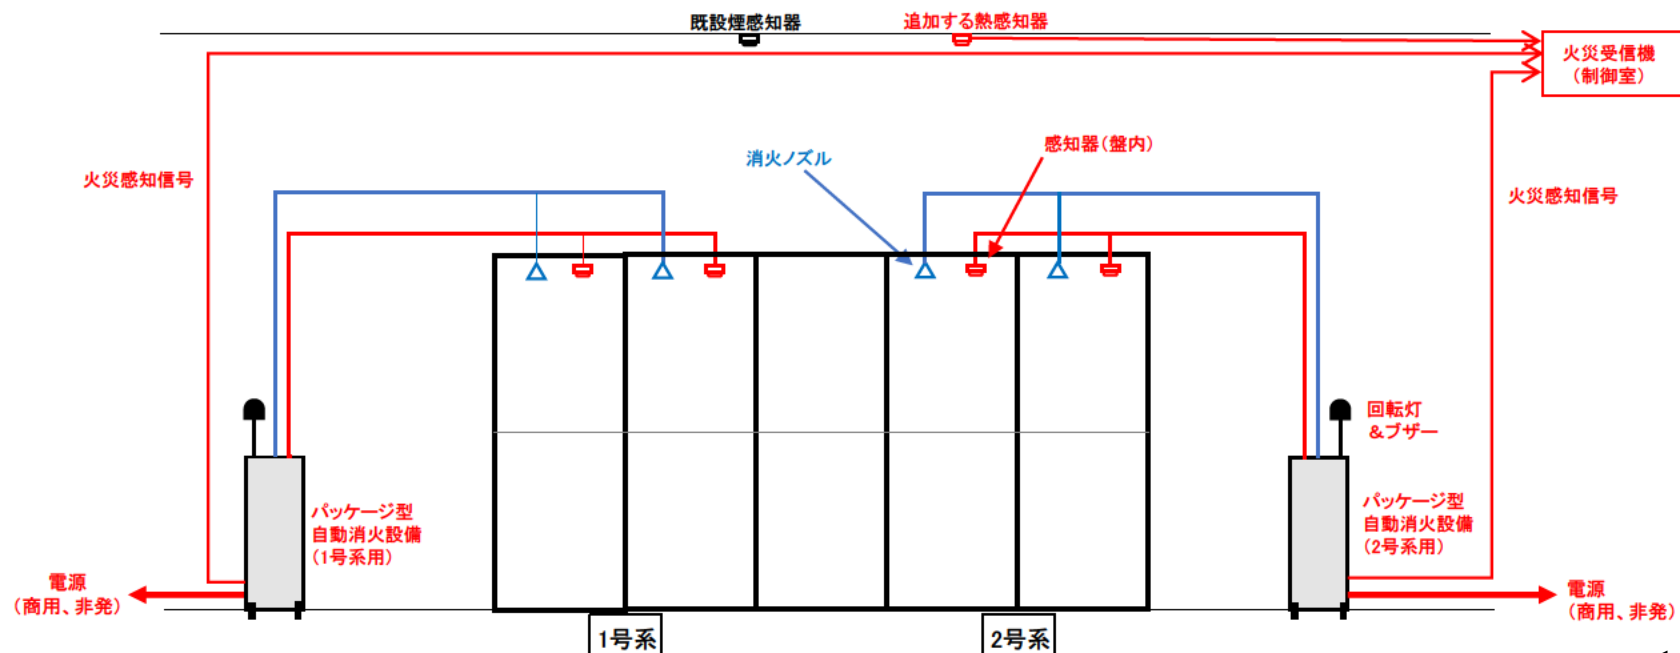 既設煙感知器
追加する熱感知器
火災受信機
（制御室）
感知器（盤内）
消火ノズル
火災感知信号
火災感知信号
回転灯
＆ブザー
パッケージ型
自動消火設備
（1号系用）
パッケージ型
自動消火設備
（2号系用）
電源
（商用、非発）
電源
（商用、非発）
1号系
2号系